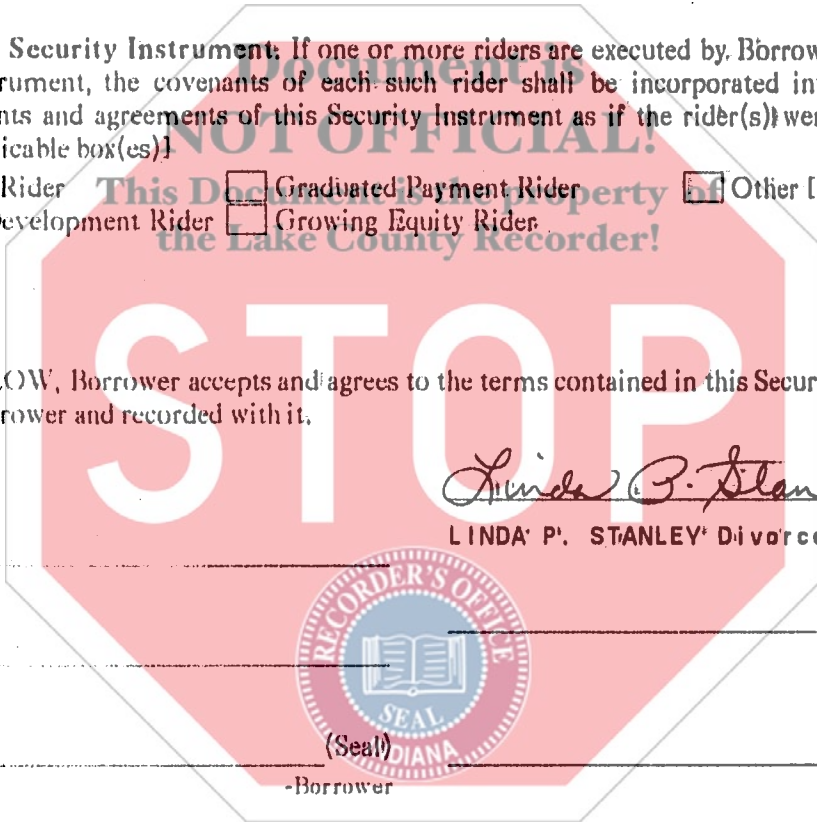 Security Instrument. If one or more riders are executed by Borrow
rument, the covenants of each such rider shall be incorporated in
nts and agreements of this Security Instrument as if the rider(s) wer
icable box(es)]
Document is
NOT OFFICIAL!
This Document is the property of
the Lake County Recorder!
Rider Graduated Payment Rider Other [
evelopment Rider Growing Equity Rider
STOP
OW, Borrower accepts and agrees to the terms contained in this Secur
rower and recorded with it.
Linda P. Stan
LINDA P. STANLEY Divorc
RECORDER'S OFFICE
SEAL
INDIANA
(Seal)
-Borrower